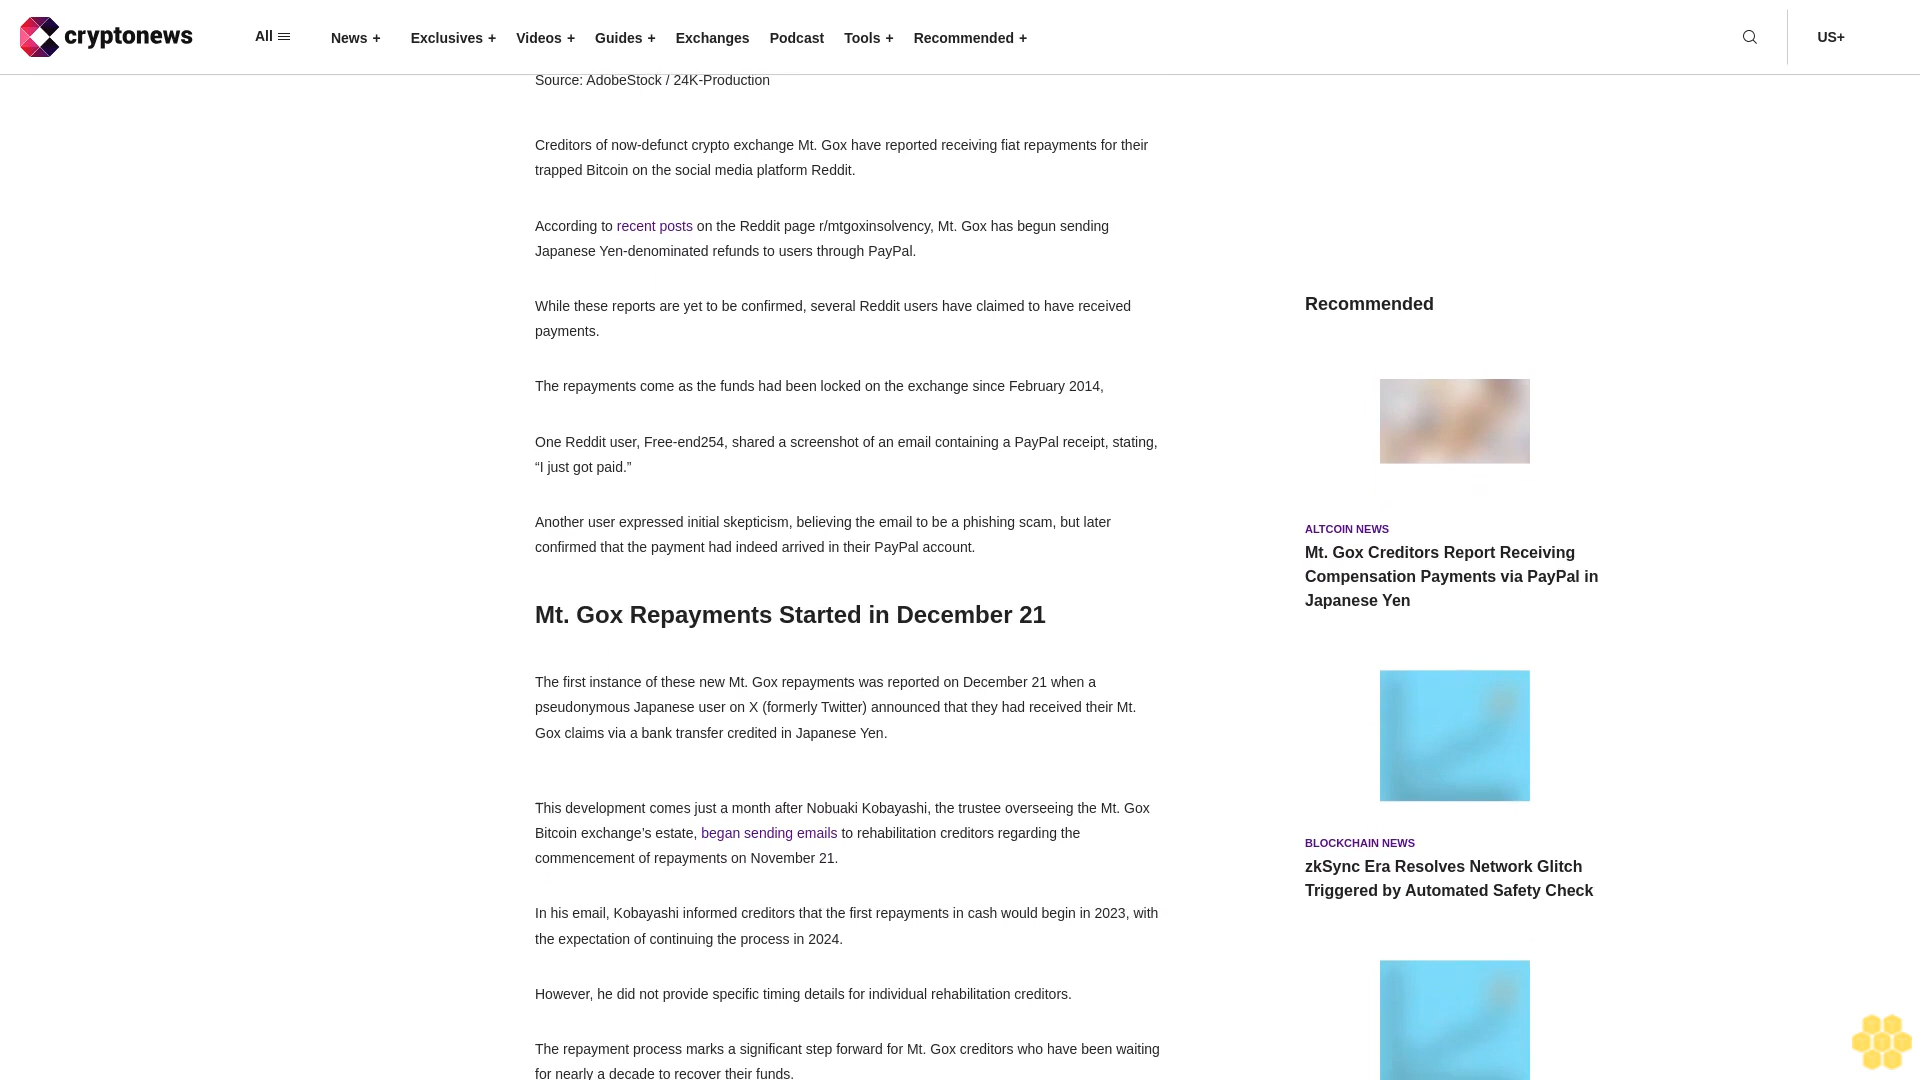 cryptonews
All
News +
Exclusives +
Videos +
Guides +
Exchanges
Podcast
Tools +
Recommended +
US+
Source: AdobeStock / 24K-Production
Creditors of now-defunct crypto exchange Mt. Gox have reported receiving fiat repayments for their
trapped Bitcoin on the social media platform Reddit.
According to recent posts on the Reddit page r/mtgoxinsolvency, Mt. Gox has begun sending
Japanese Yen-denominated refunds to users through PayPal.
While these reports are yet to be confirmed, several Reddit users have claimed to have received
payments.
The repayments come as the funds had been locked on the exchange since February 2014,
One Reddit user, Free-end254, shared a screenshot of an email containing a PayPal receipt, stating,
“I just got paid.”
Another user expressed initial skepticism, believing the email to be a phishing scam, but later
confirmed that the payment had indeed arrived in their PayPal account.
Mt. Gox Repayments Started in December 21
The first instance of these new Mt. Gox repayments was reported on December 21 when a
pseudonymous Japanese user on X (formerly Twitter) announced that they had received their Mt.
Gox claims via a bank transfer credited in Japanese Yen.
This development comes just a month after Nobuaki Kobayashi, the trustee overseeing the Mt. Gox
Bitcoin exchange’s estate, began sending emails to rehabilitation creditors regarding the
commencement of repayments on November 21.
In his email, Kobayashi informed creditors that the first repayments in cash would begin in 2023, with
the expectation of continuing the process in 2024.
However, he did not provide specific timing details for individual rehabilitation creditors.
The repayment process marks a significant step forward for Mt. Gox creditors who have been waiting
for nearly a decade to recover their funds.
Recommended
ALTCOIN NEWS
Mt. Gox Creditors Report Receiving
Compensation Payments via PayPal in
Japanese Yen
BLOCKCHAIN NEWS
zkSync Era Resolves Network Glitch
Triggered by Automated Safety Check